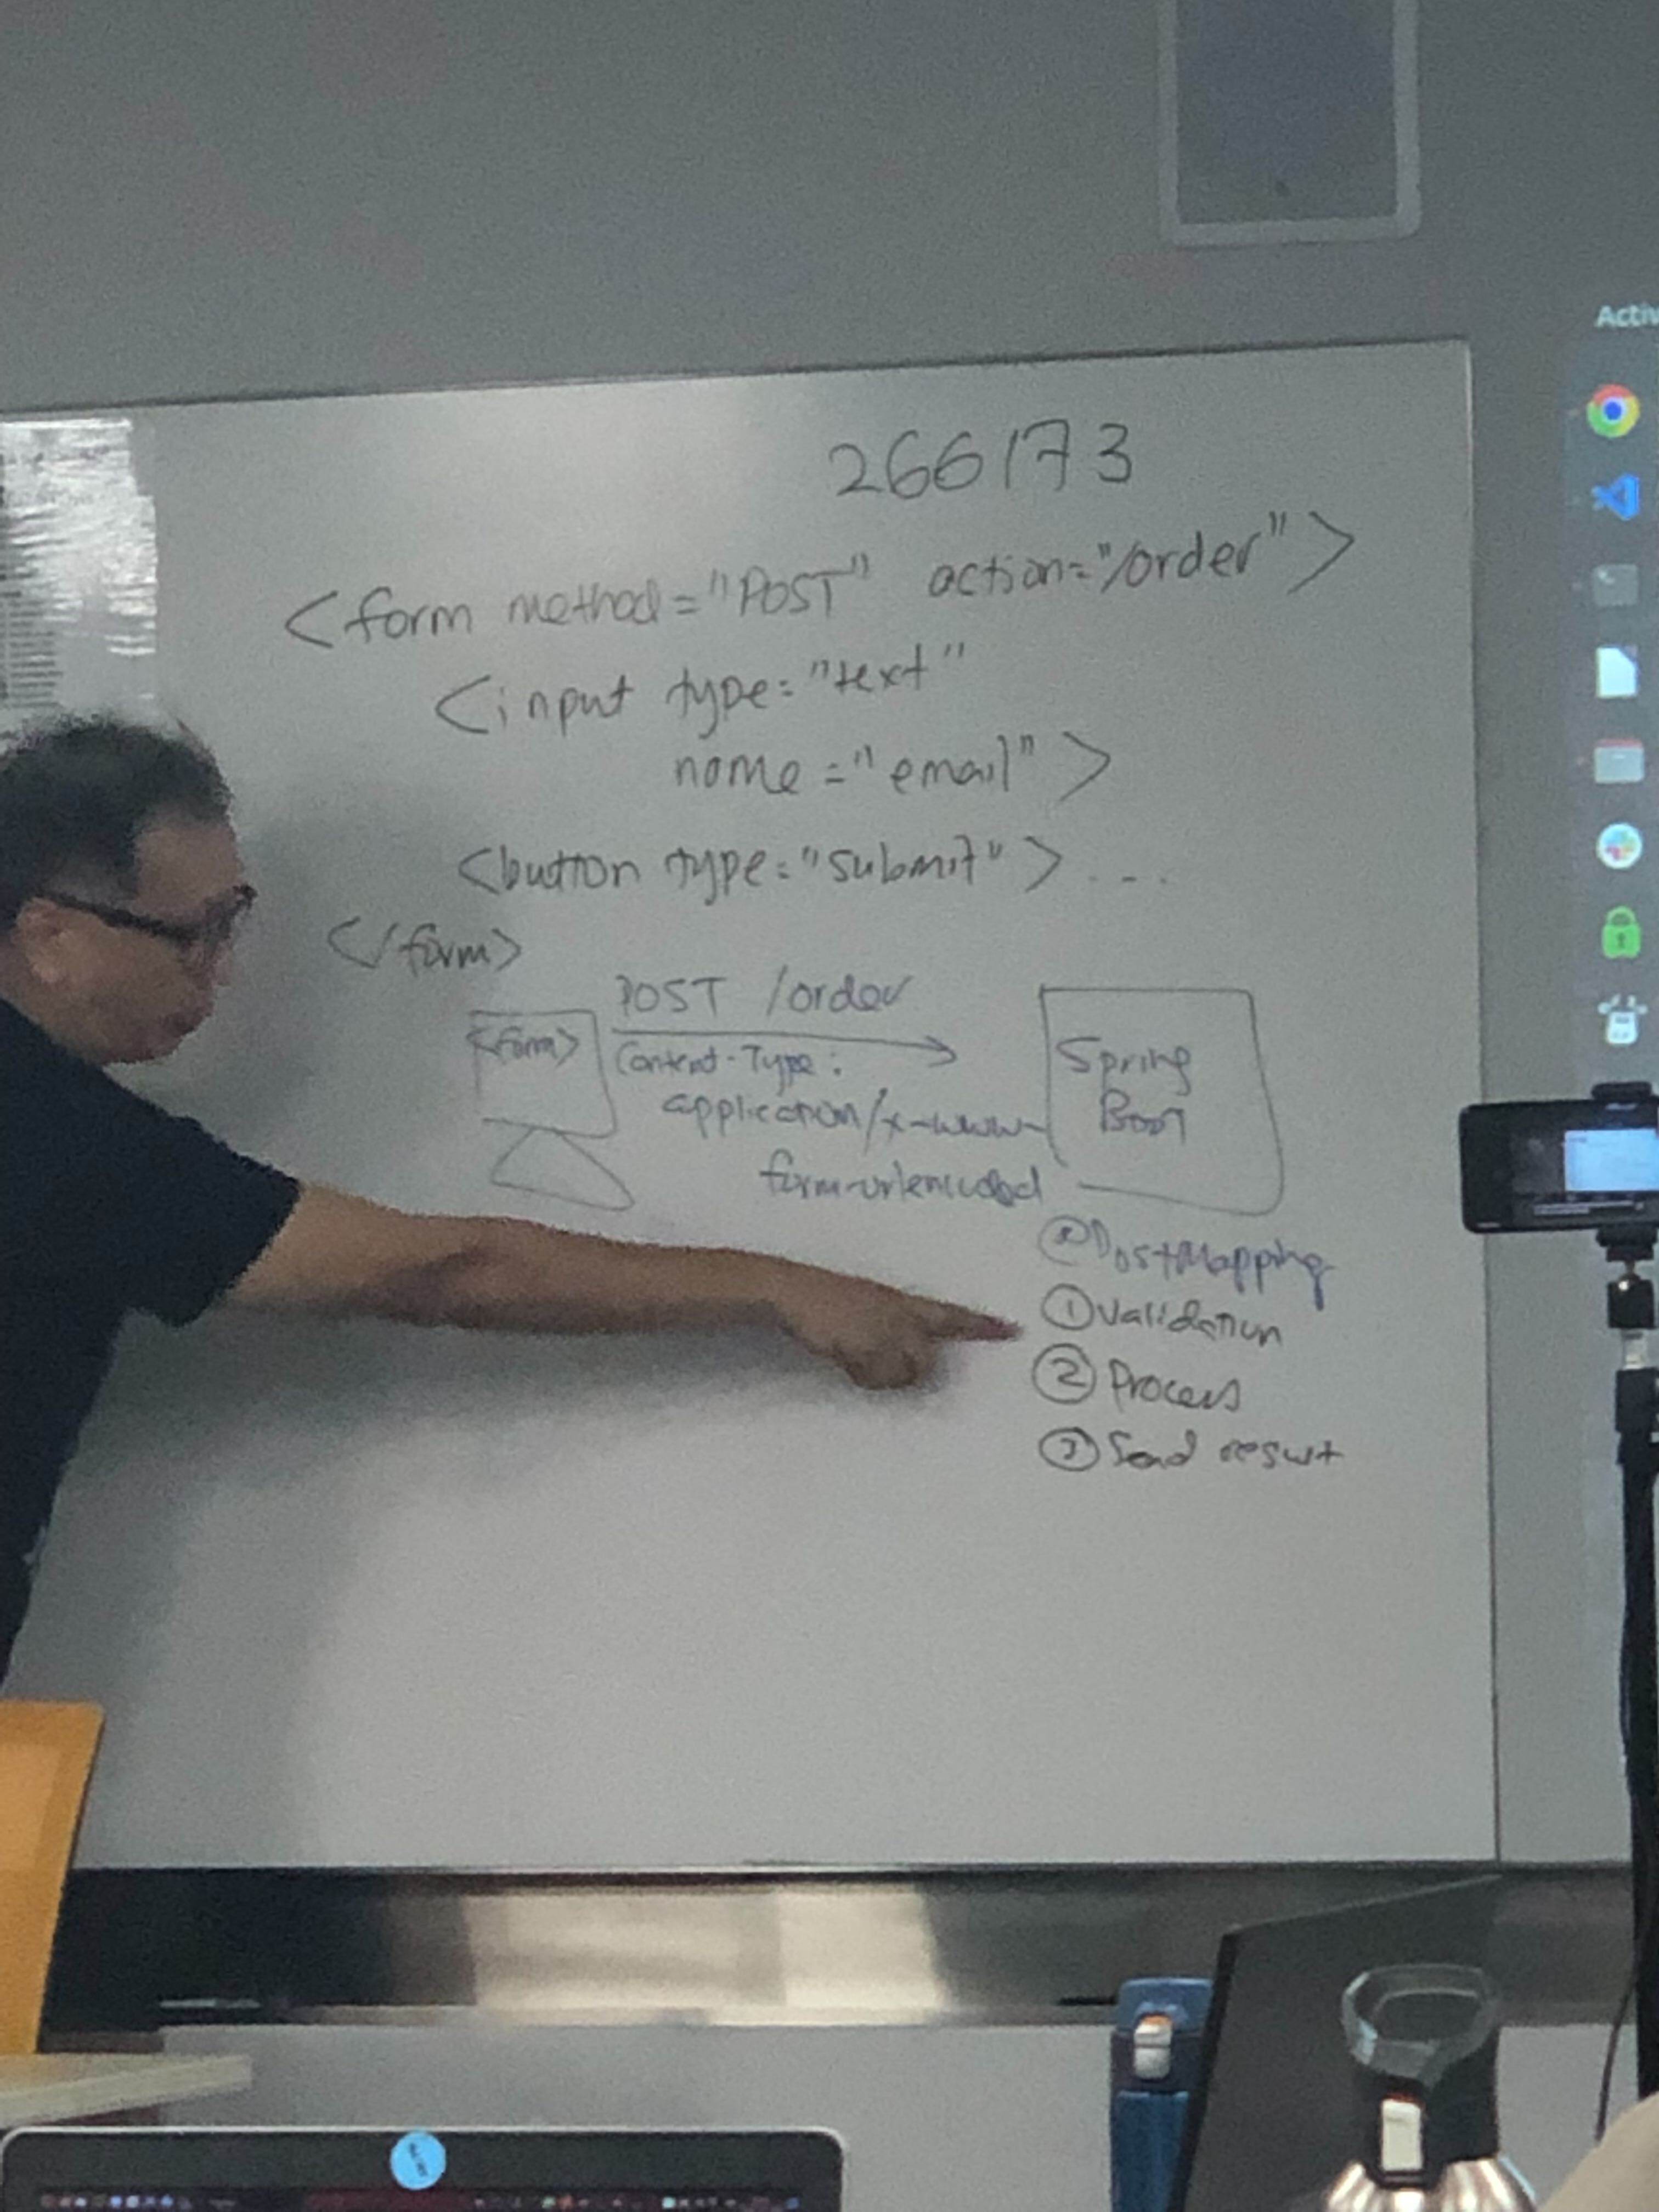 266173
<form method="POST" action="/order">
<input type="text"
name="email">
<button type="submit">...
</form>
POST /order
<form>
Content-Type:
application/x-www-
form-urlencoded
Spring
Boot
@PostMapping
① Validation
② Process
③ Send result
Activ